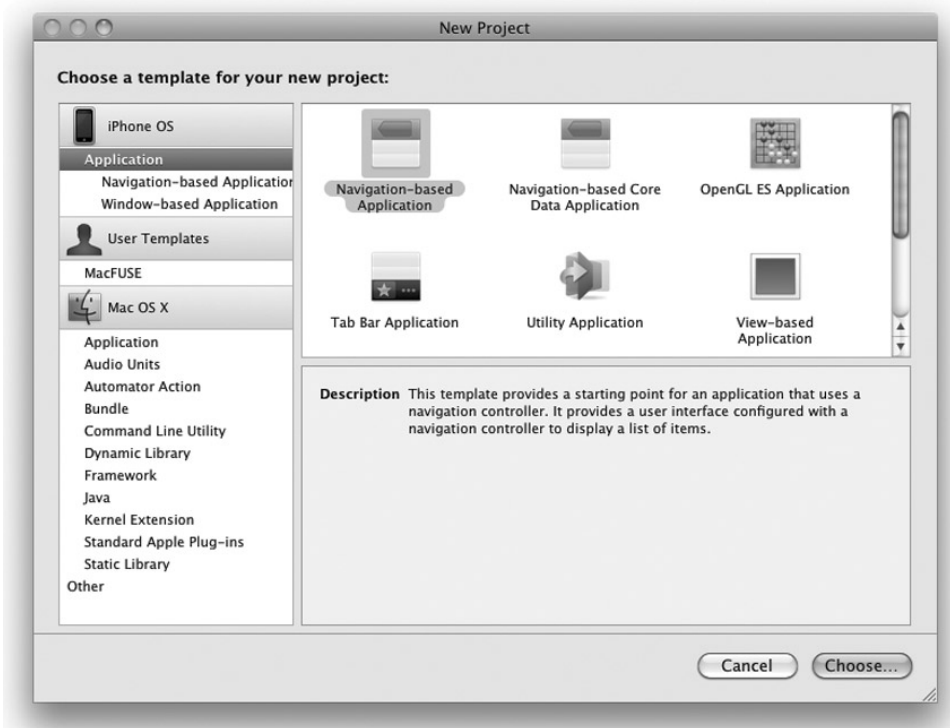 New Project
Choose a template for your new project:
iPhone OS
Application
Navigation-based Application
Window-based Application
User Templates
MacFUSE
Mac OS X
Application
Audio Units
Automator Action
Bundle
Command Line Utility
Dynamic Library
Framework
Java
Kernel Extension
Standard Apple Plug-ins
Static Library
Other
Navigation-based
Application
Navigation-based Core
Data Application
OpenGL ES Application
Tab Bar Application
Utility Application
View-based
Application
Description This template provides a starting point for an application that uses a
navigation controller. It provides a user interface configured with a
navigation controller to display a list of items.
Cancel
Choose...